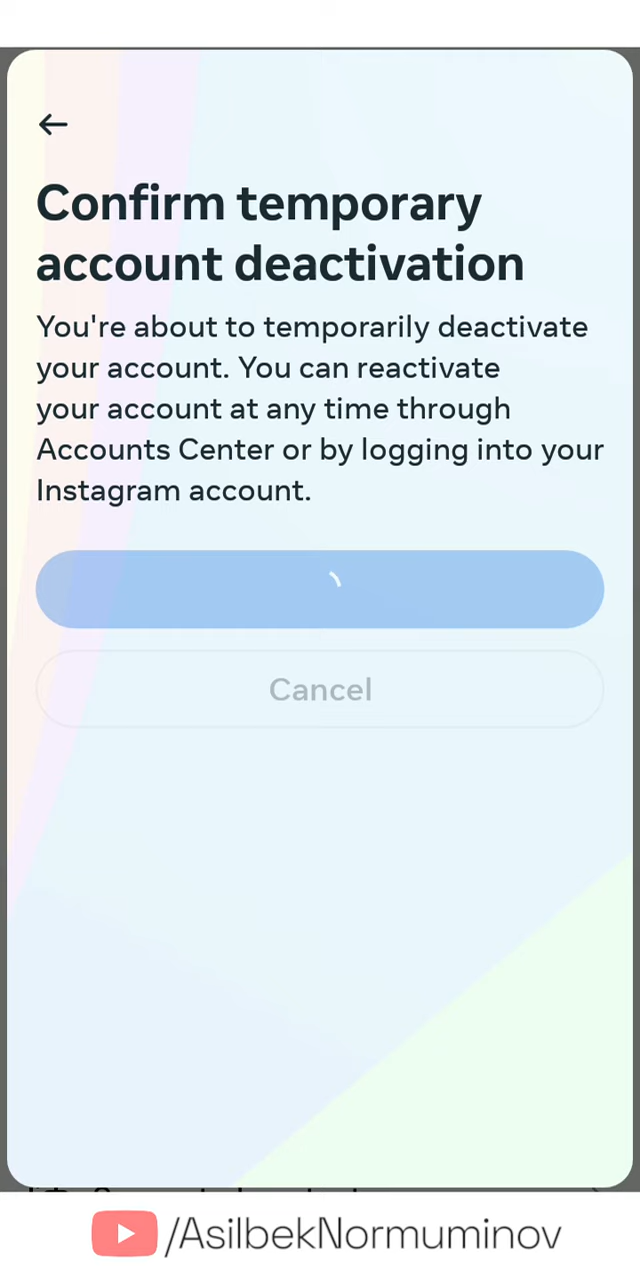 Confirm temporary
account deactivation
You're about to temporarily deactivate
your account. You can reactivate
your account at any time through
Accounts Center or by logging into your
Instagram account.
Cancel
/AsilbekNormuminov